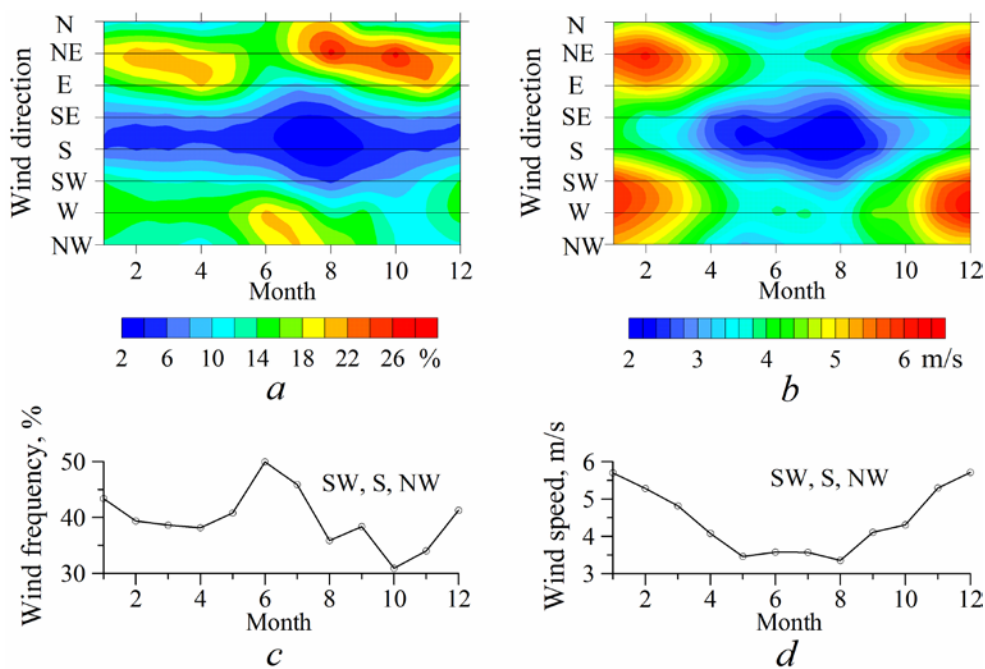 Wind direction
N
NE
E
SE
S
SW
W
NW
2 4 6 8 10 12
Month
2 6 10 14 18 22 26 %
a
Wind direction
N
NE
E
SE
S
SW
W
NW
2 4 6 8 10 12
Month
2 3 4 5 6 m/s
b
Wind frequency, %
50
40
30
SW, S, NW
2 4 6 8 10 12
Month
c
Wind speed, m/s
6
5
4
3
SW, S, NW
2 4 6 8 10 12
Month
d